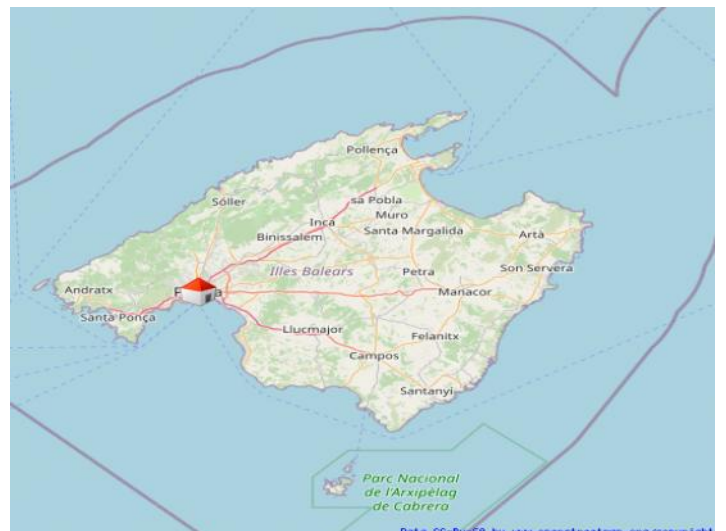 Pollença
sa Pobla
Sóller
Muro
Inca
Santa Margalida
Binissalem
Artà
Illes Balears
Petra
Son Servera
Andratx
Manacor
Santa Ponça
Llucmajor
Felanitx
Campos
Santanyí
Parc Nacional
de l'Arxipèlag
de Cabrera